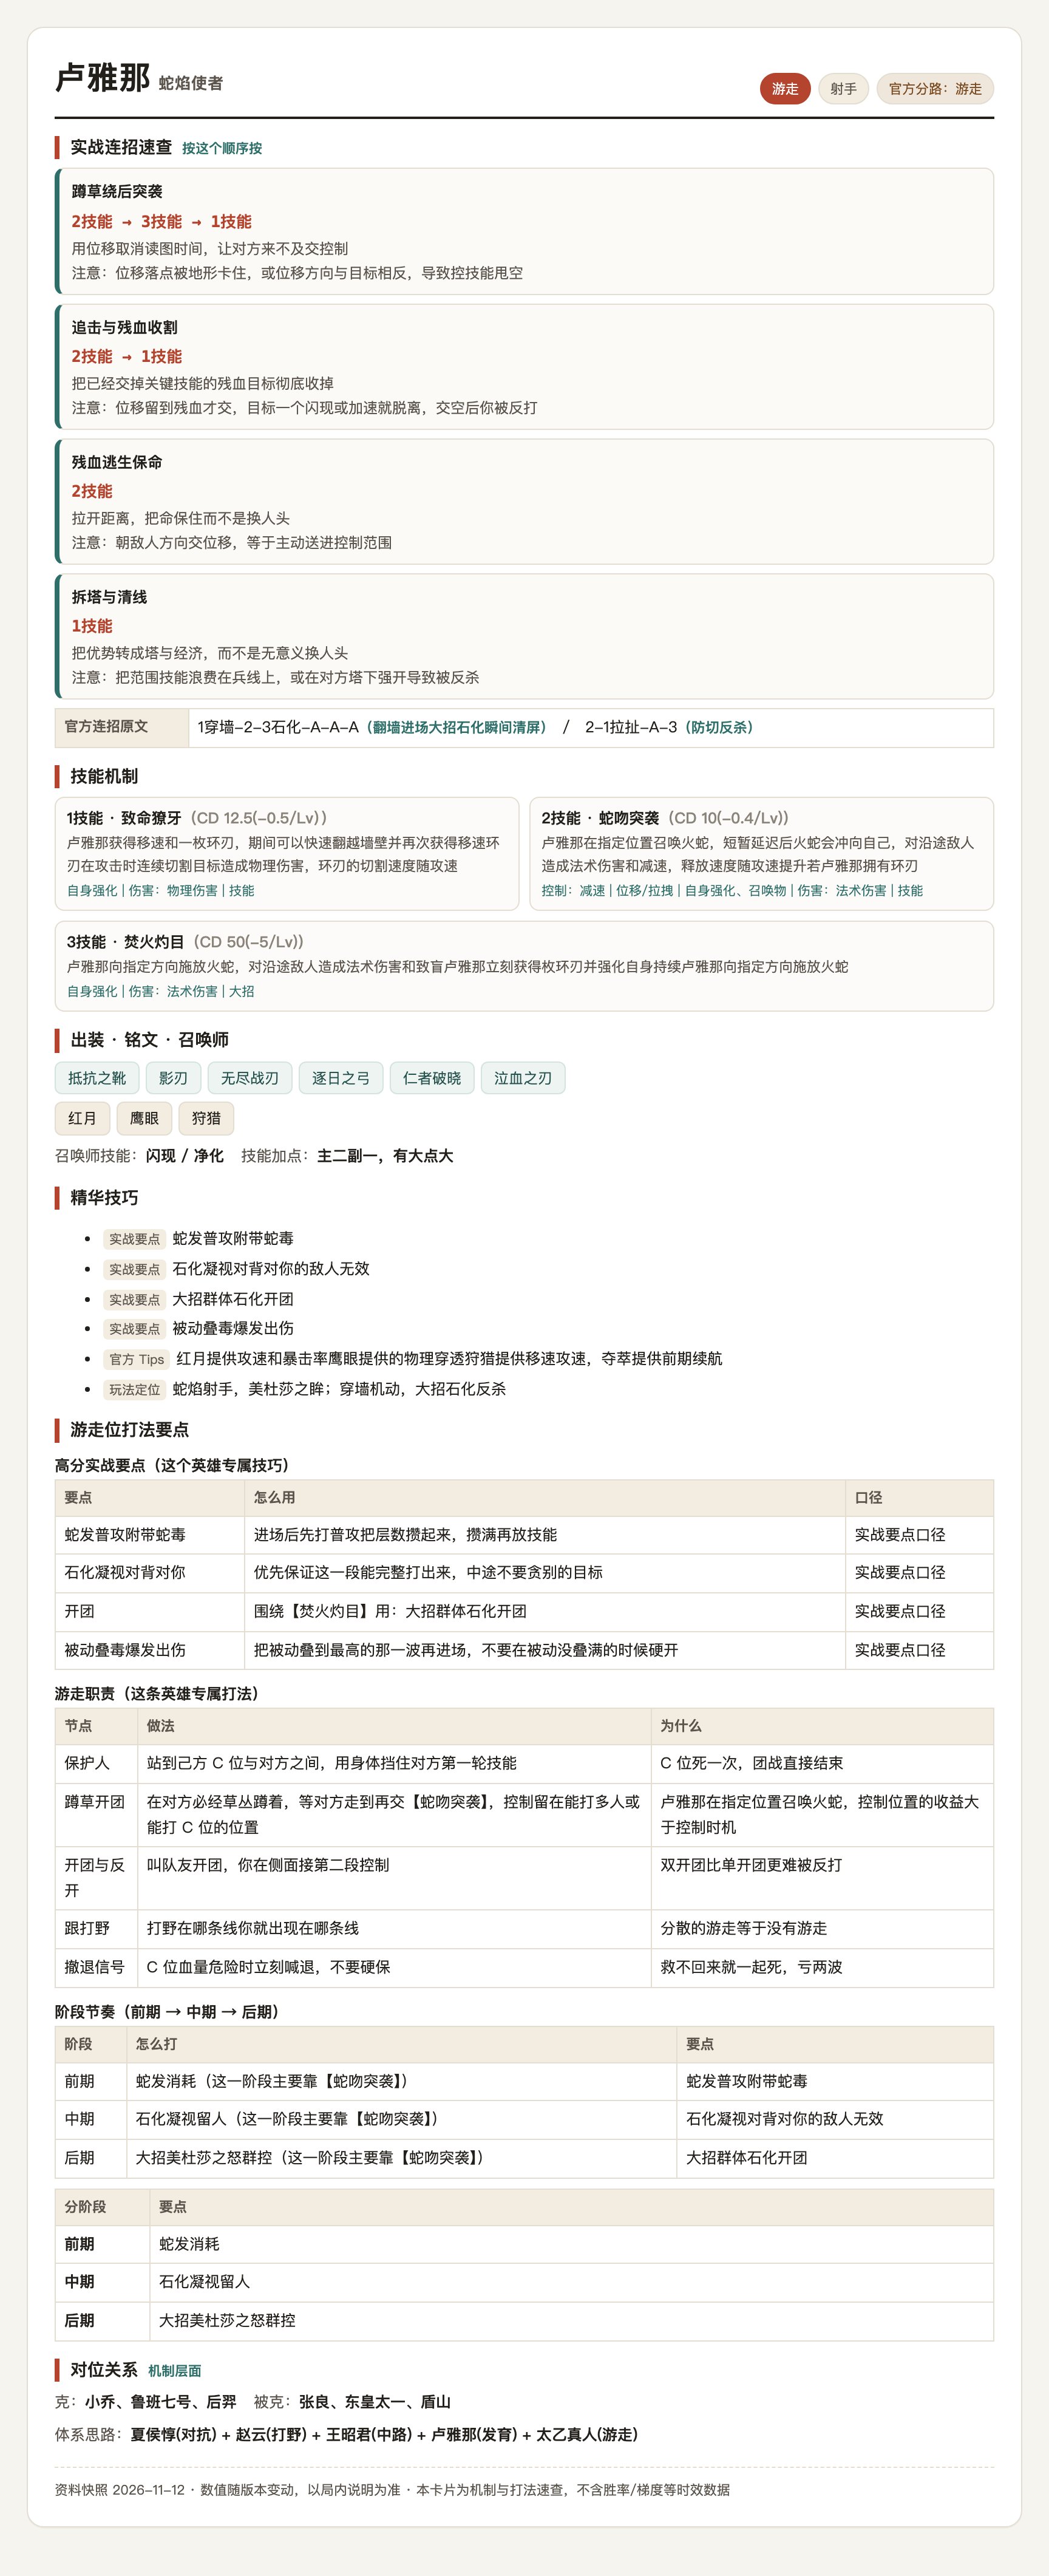 卢雅那 蛇焰使者
游走 射手 官方分路：游走
实战连招速查 按这个顺序按
蹲草绕后突袭
2技能 → 3技能 → 1技能
用位移取消读图时间，让对方来不及交控制
注意：位移落点被地形卡住，或位移方向与目标相反，导致控技能甩空
追击与残血收割
2技能 → 1技能
把已经交掉关键技能的残血目标彻底收掉
注意：位移留到残血才交，目标一个闪现或加速就脱离，交空后你被反打
残血逃生保命
2技能
拉开距离，把命保住而不是换人头
注意：朝敌人方向交位移，等于主动送进控制范围
拆塔与清线
1技能
把优势转成塔与经济，而不是无意义换人头
注意：把范围技能浪费在兵线上，或在对方塔下强开导致被反杀
官方连招原文 1穿墙-2-3石化-A-A-A（翻墙进场大招石化瞬间清屏） / 2-1拉扯-A-3（防切反杀）
技能机制
1技能 · 致命獠牙（CD 12.5(-0.5/Lv)）
卢雅那获得移速和一枚环刃，期间可以快速翻越墙壁并再次获得移速环
刃在攻击时连续切割目标造成物理伤害，环刃的切割速度随攻速
自身强化 | 伤害：物理伤害 | 技能
2技能 · 蛇吻突袭（CD 10(-0.4/Lv)）
卢雅那在指定位置召唤火蛇，短暂延迟后火蛇会冲向自己，对沿途敌人
造成法术伤害和减速，释放速度随攻速提升若卢雅那拥有环刃
控制：减速 | 位移/拉拽 | 自身强化、召唤物 | 伤害：法术伤害 | 技能
3技能 · 焚火灼目（CD 50(-5/Lv)）
卢雅那向指定方向施放火蛇，对沿途敌人造成法术伤害和致盲卢雅那立刻获得枚环刃并强化自身持续卢雅那向指定方向施放火蛇
自身强化 | 伤害：法术伤害 | 大招
出装 · 铭文 · 召唤师
抵抗之靴 影刃 无尽战刃 逐日之弓 仁者破晓 泣血之刃
红月 鹰眼 狩猎
召唤师技能：闪现 / 净化 技能加点：主二副一，有大点大
精华技巧
• 实战要点 蛇发普攻附带蛇毒
• 实战要点 石化凝视对背对你的敌人无效
• 实战要点 大招群体石化开团
• 实战要点 被动叠毒爆发出伤
• 官方 Tips 红月提供攻速和暴击率鹰眼提供的物理穿透狩猎提供移速攻速，夺萃提供前期续航
• 玩法定位 蛇焰射手，美杜莎之眸；穿墙机动，大招石化反杀
游走位打法要点
高分实战要点（这个英雄专属技巧）
要点 怎么用 口径
蛇发普攻附带蛇毒 进场后先打普攻把层数攒起来，攒满再放技能 实战要点口径
石化凝视对背对你 优先保证这一段能完整打出来，中途不要贪别的目标 实战要点口径
开团 围绕【焚火灼目】用：大招群体石化开团 实战要点口径
被动叠毒爆发出伤 把被动叠到最高的那一波再进场，不要在被动没叠满的时候硬开 实战要点口径
游走职责（这条英雄专属打法）
节点 做法 为什么
保护人 站到己方 C 位与对方之间，用身体挡住对方第一轮技能 C 位死一次，团战直接结束
蹲草开团 在对方必经草丛蹲着，等对方走到再交【蛇吻突袭】，控制留在能打多人或
能打 C 位的位置 卢雅那在指定位置召唤火蛇，控制位置的收益大
于控制时机
开团与反
开 叫队友开团，你在侧面接第二段控制 双开团比单开团更难被反打
跟打野 打野在哪条线你就出现在哪条线 分散的游走等于没有游走
撤退信号 C 位血量危险时立刻喊退，不要硬保 救不回来就一起死，亏两波
阶段节奏（前期 → 中期 → 后期）
阶段 怎么打 要点
前期 蛇发消耗（这一阶段主要靠【蛇吻突袭】） 蛇发普攻附带蛇毒
中期 石化凝视留人（这一阶段主要靠【蛇吻突袭】） 石化凝视对背对你的敌人无效
后期 大招美杜莎之怒群控（这一阶段主要靠【蛇吻突袭】） 大招群体石化开团
分阶段 要点
前期 蛇发消耗
中期 石化凝视留人
后期 大招美杜莎之怒群控
对位关系 机制层面
克：小乔、鲁班七号、后羿 被克：张良、东皇太一、盾山
体系思路：夏侯惇(对抗) + 赵云(打野) + 王昭君(中路) + 卢雅那(发育) + 太乙真人(游走)
资料快照 2026-11-12 · 数值随版本变动，以局内说明为准 · 本卡片为机制与打法速查，不含胜率/梯度等时效数据